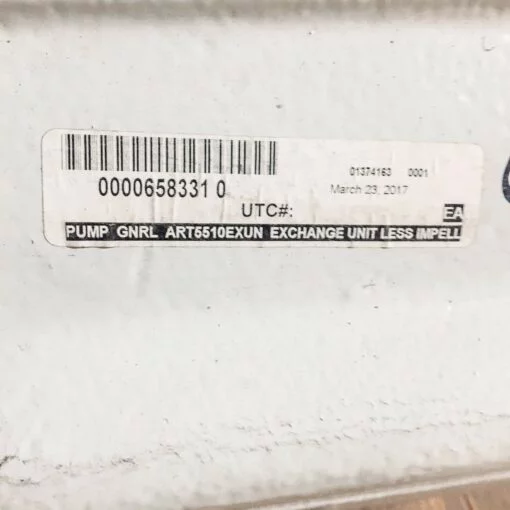 01374163 0001
0000658331 0
March 23, 2017
UTC#:
EA
PUMP GNRL ART5510EXUN EXCHANGE UNIT LESS IMPELL